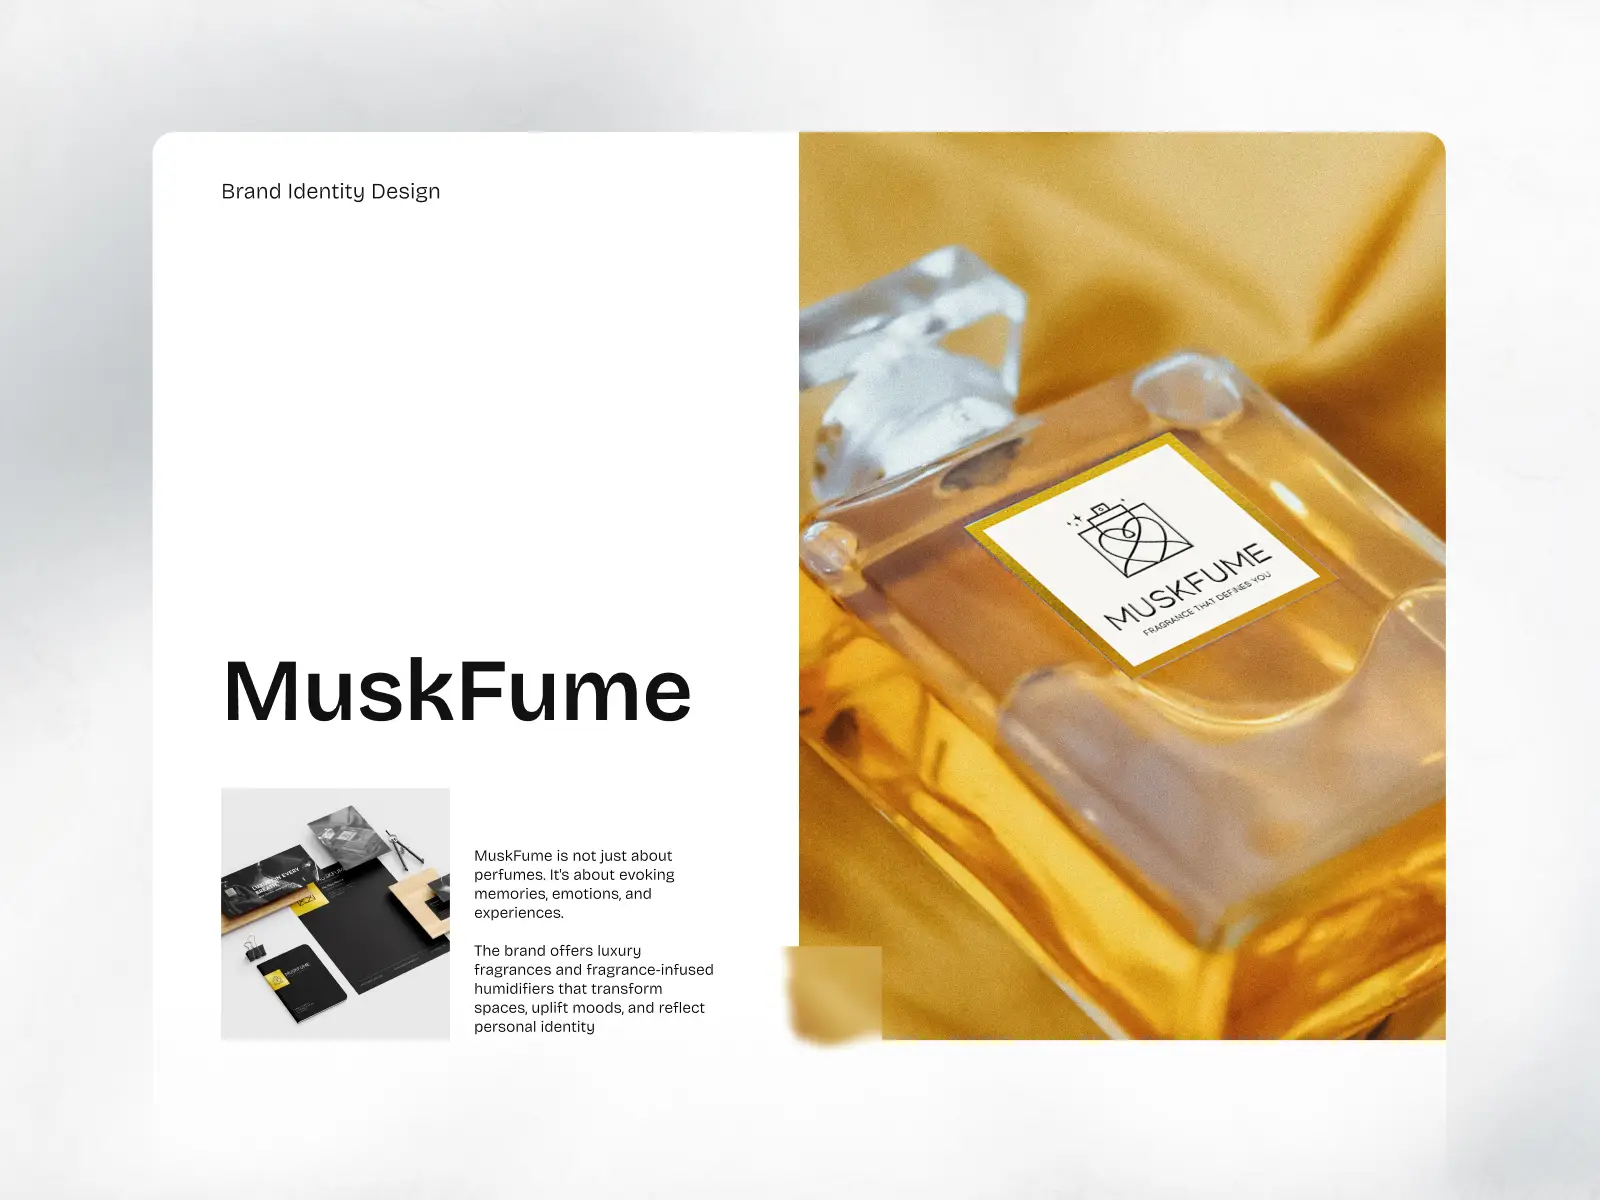 Brand Identity Design
MuskFume
MuskFume is not just about
perfumes. It's about evoking
memories, emotions, and
experiences.
The brand offers luxury
fragrances and fragrance-infused
humidifiers that transform
spaces, uplift moods, and reflect
personal identity
MUSKFUME
FRAGRANCE THAT DEFINES YOU
MUSKFUME